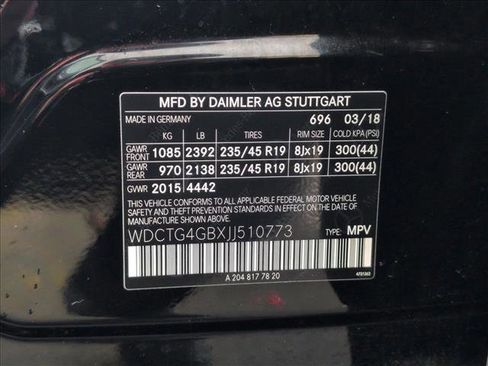 MFD BY DAIMLER AG STUTTGART
MADE IN GERMANY 696 03/18
KG LB TIRES RIM SIZE COLD KPA (PSI)
GAWR FRONT 1085 2392 235/45 R19 8Jx19 300(44)
GAWR REAR 970 2138 235/45 R19 8Jx19 300(44)
GVWR 2015 4442
THIS VEHICLE CONFORMS TO ALL APPLICABLE FEDERAL MOTOR VEHICLE
SAFETY, BUMPER, AND THEFT PREVENTION STANDARDS IN EFFECT ON THE DATE OF
MANUFACTURE SHOWN ABOVE.
WDCTG4GBXJJ510773 TYPE: MPV
A 204 817 78 20